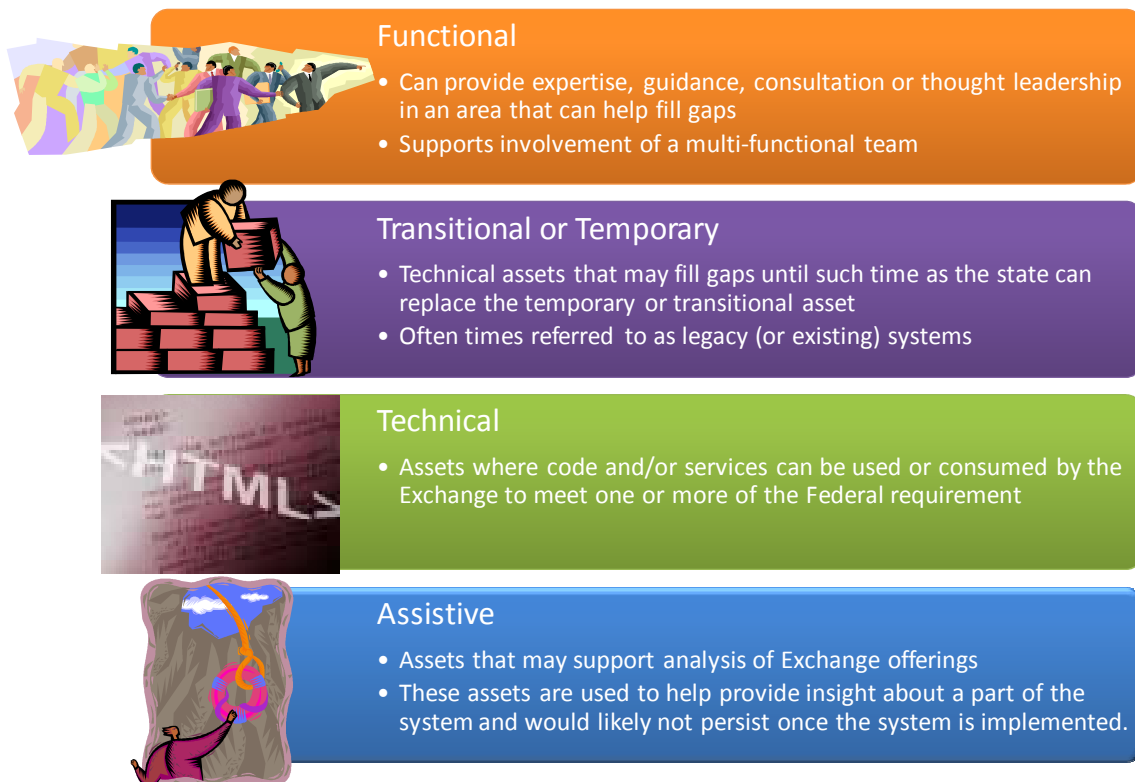 Functional
• Can provide expertise, guidance, consultation or thought leadership
in an area that can help fill gaps
• Supports involvement of a multi-functional team
Transitional or Temporary
• Technical assets that may fill gaps until such time as the state can
replace the temporary or transitional asset
• Often times referred to as legacy (or existing) systems
<HTML>
Technical
• Assets where code and/or services can be used or consumed by the
Exchange to meet one or more of the Federal requirement
Assistive
• Assets that may support analysis of Exchange offerings
• These assets are used to help provide insight about a part of the
system and would likely not persist once the system is implemented.